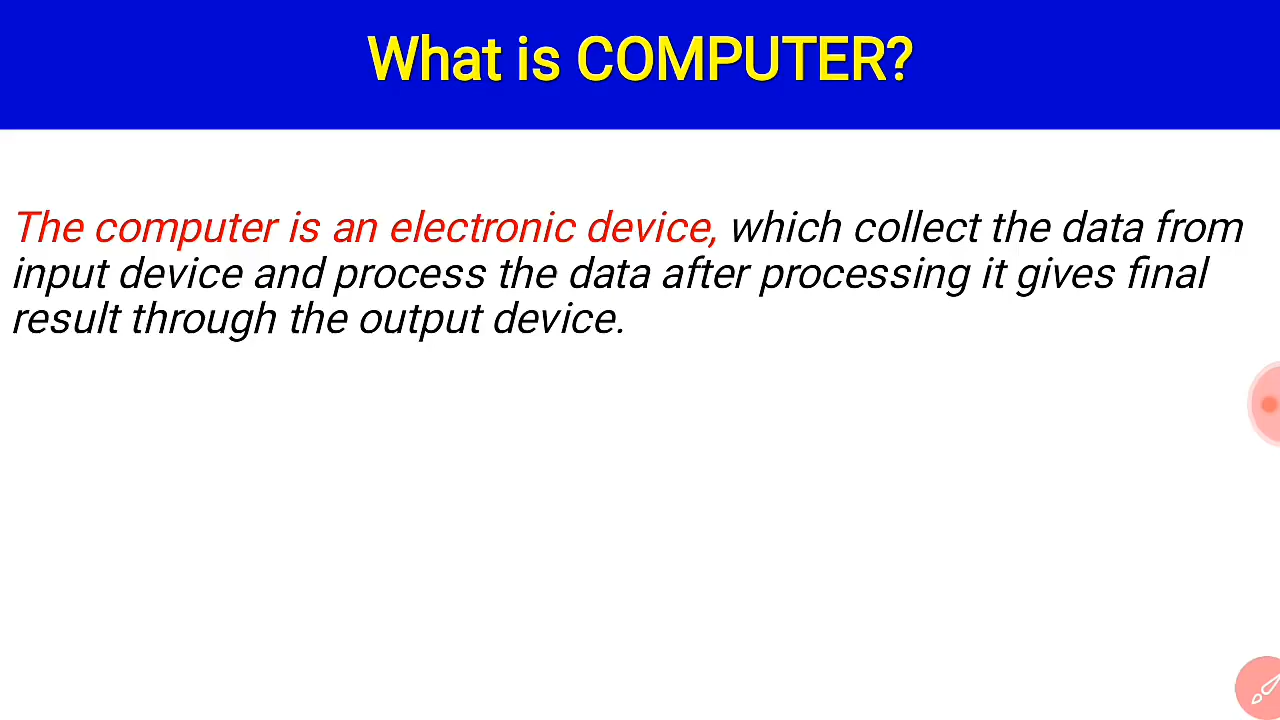 What is COMPUTER?
The computer is an electronic device, which collect the data from
input device and process the data after processing it gives final
result through the output device.